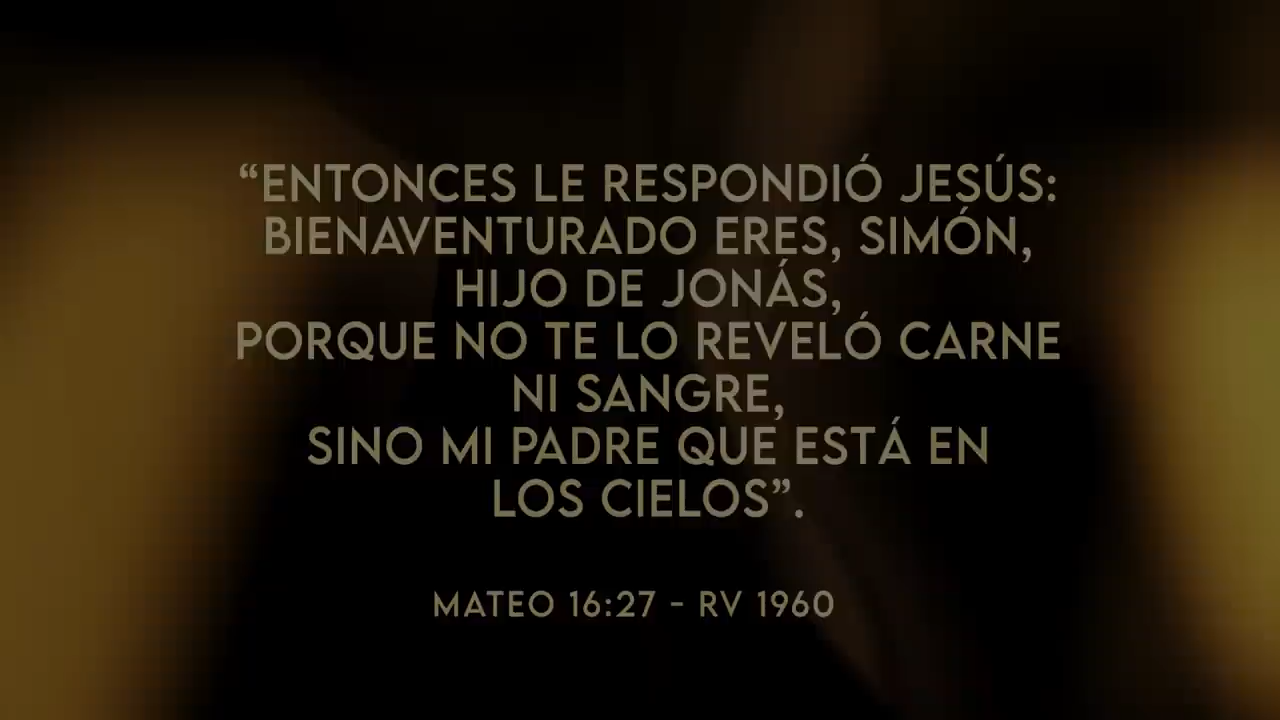 “ENTONCES LE RESPONDIÓ JESÚS:
BIENAVENTURADO ERES, SIMÓN,
HIJO DE JONÁS,
PORQUE NO TE LO REVELÓ CARNE
NI SANGRE,
SINO MI PADRE QUE ESTÁ EN
LOS CIELOS”.
MATEO 16:27 - RV 1960